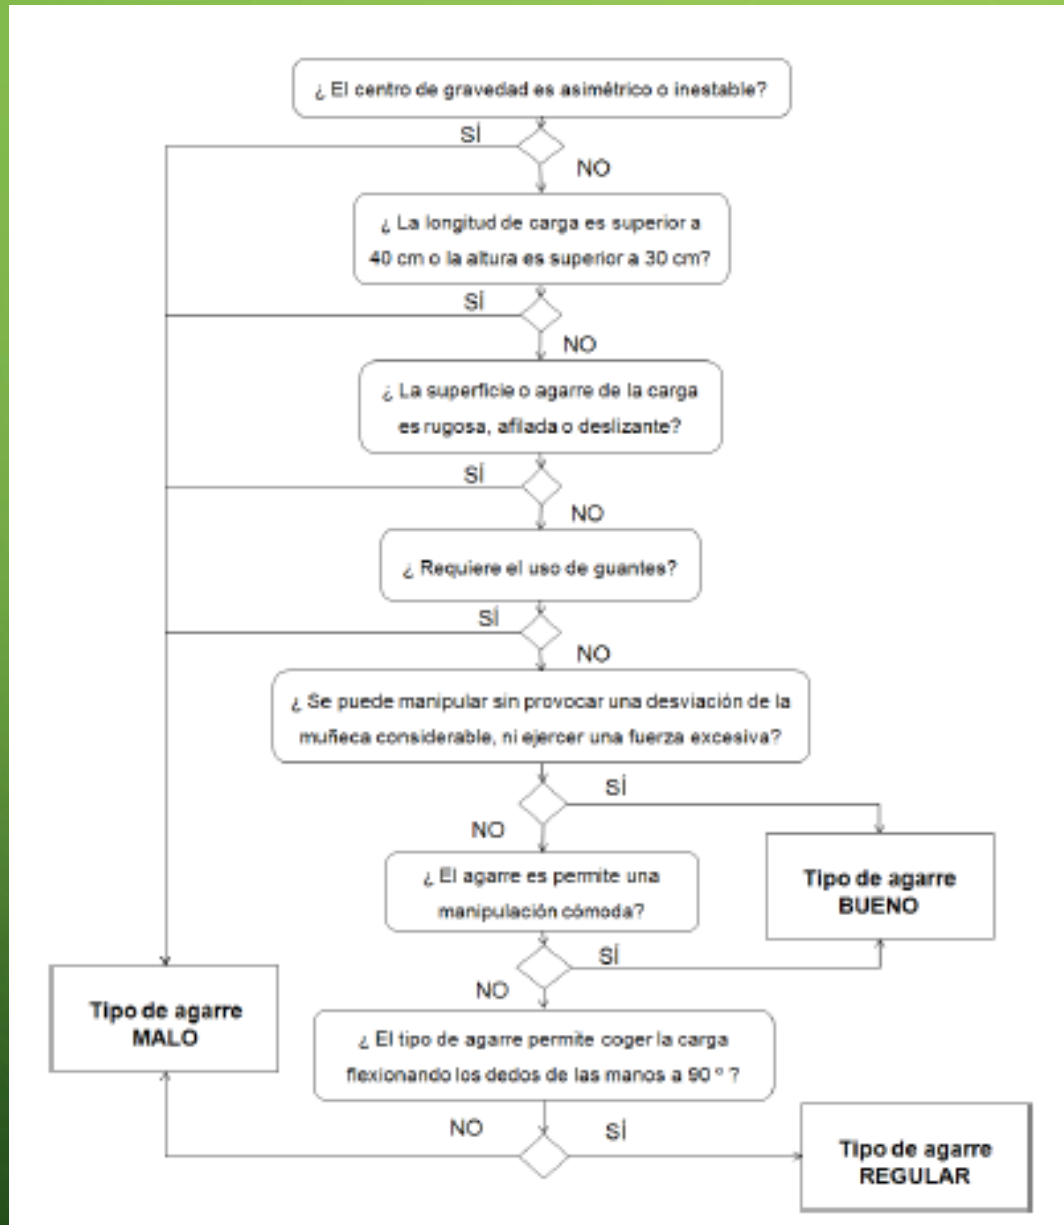 ¿ El centro de gravedad es asimétrico o inestable?
SÍ
NO
¿ La longitud de carga es superior a
40 cm o la altura es superior a 30 cm?
SÍ
NO
¿ La superficie o agarre de la carga
es rugosa, afilada o deslizante?
SÍ
NO
¿ Requiere el uso de guantes?
SÍ
NO
¿ Se puede manipular sin provocar una desviación de la
muñeca considerable, ni ejercer una fuerza excesiva?
SÍ
NO
¿ El agarre es permite una
manipulación cómoda?
Tipo de agarre
BUENO
SÍ
NO
Tipo de agarre
MALO
¿ El tipo de agarre permite coger la carga
flexionando los dedos de las manos a 90 º ?
NO
SÍ
Tipo de agarre
REGULAR